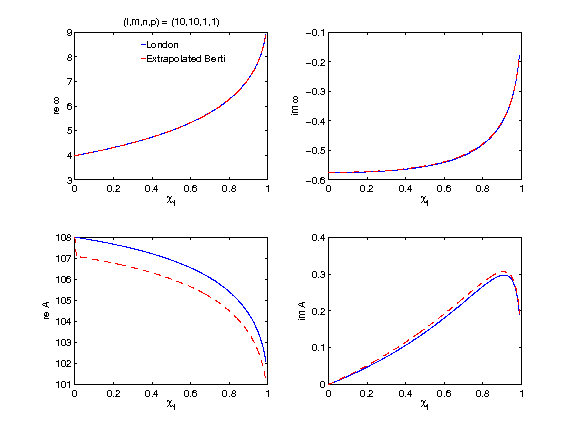 (l,m,n,p) = (10,10,1,1)
London
Extrapolated Berti
re ω
9
8
7
6
5
4
3
0 0.2 0.4 0.6 0.8 1
χf
im ω
−0.1
−0.2
−0.3
−0.4
−0.5
−0.6
0 0.2 0.4 0.6 0.8 1
χf
re A
108
107
106
105
104
103
102
101
0 0.2 0.4 0.6 0.8 1
χf
im A
0.4
0.3
0.2
0.1
0
0 0.2 0.4 0.6 0.8 1
χf